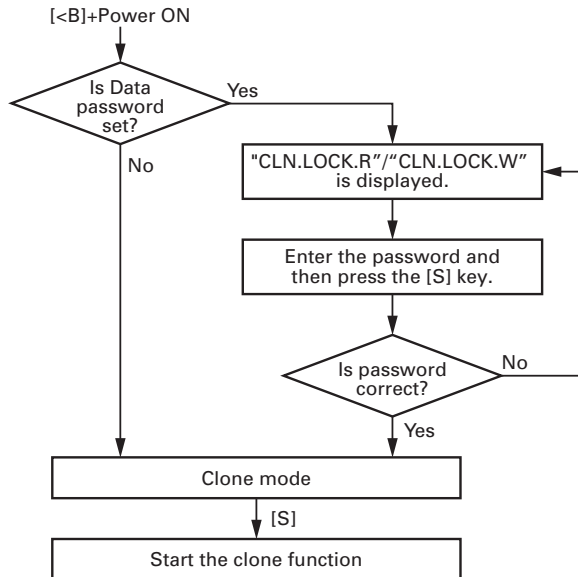 [<B]+Power ON
Is Data
password
set?
Yes
No
"CLN.LOCK.R"/“CLN.LOCK.W”
is displayed.
Enter the password and
then press the [S] key.
Is password
correct?
No
Yes
Clone mode
[S]
Start the clone function